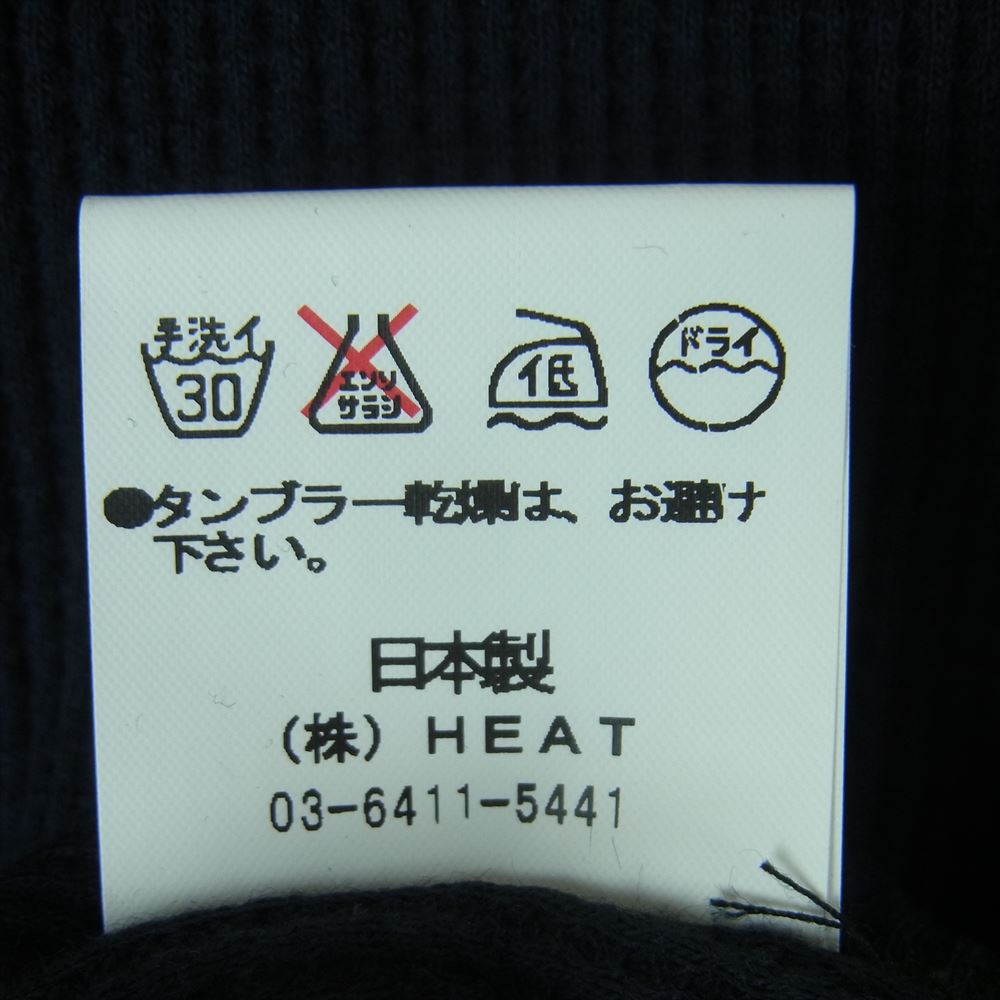 手洗イ
30
エンソ
サラシ
低
ドライ
●タンブラー乾燥は、お避け
下さい。
日本製
(株) HEAT
03-6411-5441